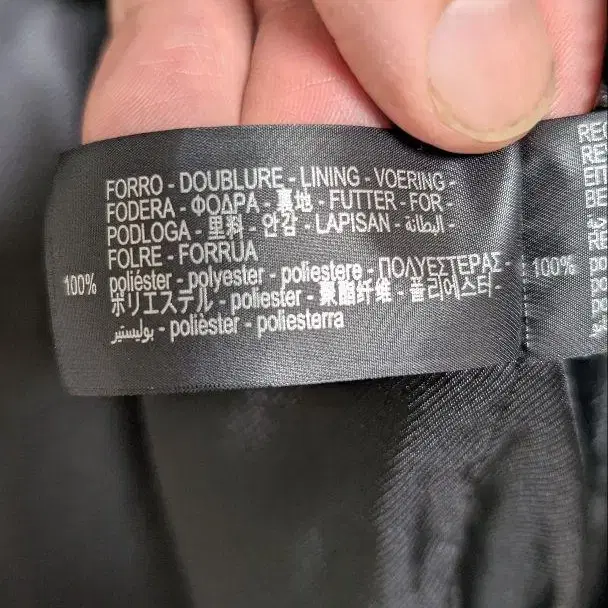 FORRO - DOUBLURE - LINING - VOERING -
FODERA - ΦΟΔΡΑ - 裏地 - FUTTER - FOR -
PODLOGA - 里料 - 안감 - LAPISAN - البطانة -
FOLRE - FORRUA
100% poliéster - polyester - poliestere - ΠΟΛΥΕΣΤΕΡΑΣ -
ポリエステル - poliester - 聚酯纤维 - 폴리에스터 -
بوليستير - polièster - poliesterra
100%